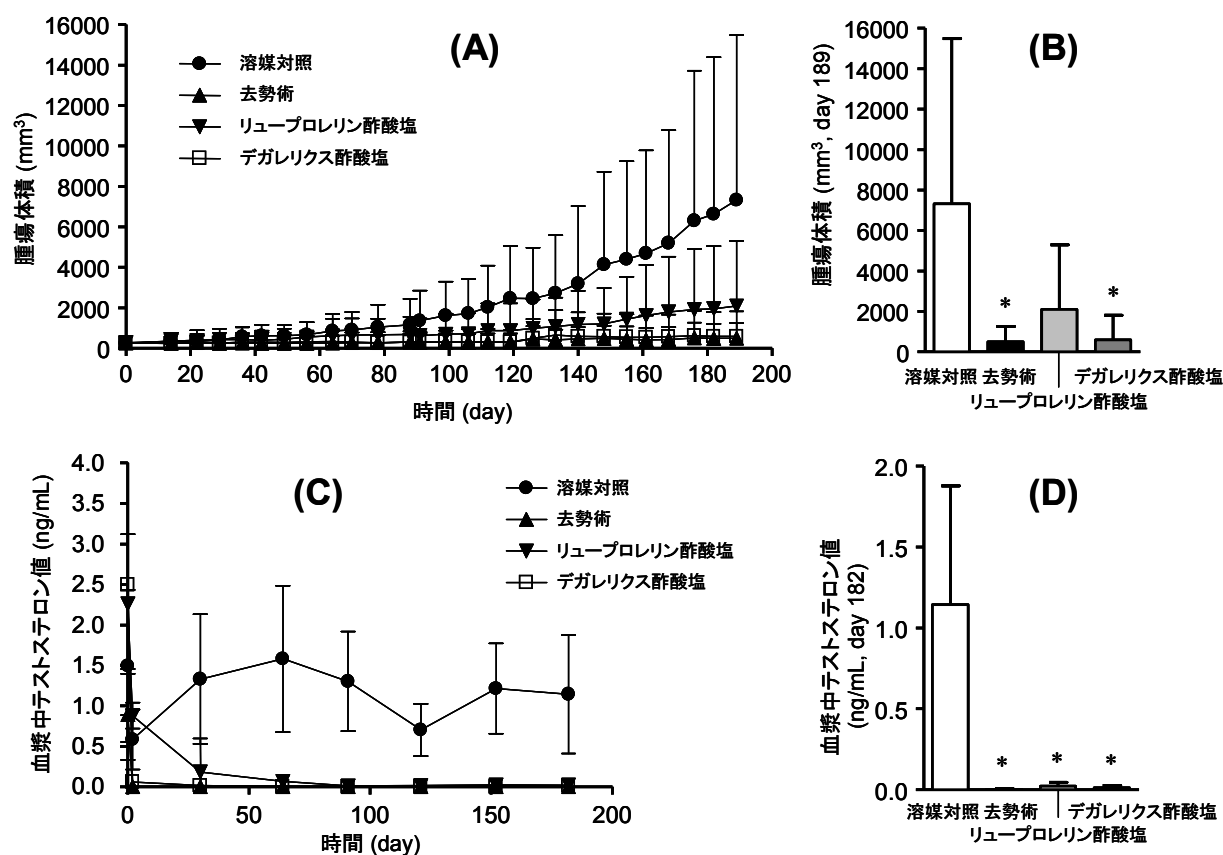 (A)
16000
14000
12000
10000
8000
6000
4000
2000
0
腫瘍体積 (mm³)
溶媒対照
去勢術
リュープロレリン酢酸塩
デガレリクス酢酸塩
0 20 40 60 80 100 120 140 160 180 200
時間 (day)
(B)
16000
14000
12000
10000
8000
6000
4000
2000
0
腫瘍体積 (mm³, day 189)
* *
溶媒対照 去勢術 デガレリクス酢酸塩
リュープロレリン酢酸塩
(C)
4.0
3.5
3.0
2.5
2.0
1.5
1.0
0.5
0.0
血漿中テストステロン値 (ng/mL)
溶媒対照
去勢術
リュープロレリン酢酸塩
デガレリクス酢酸塩
0 50 100 150 200
時間 (day)
(D)
2.0
1.5
1.0
0.5
0.0
血漿中テストステロン値
(ng/mL, day 182)
* * *
溶媒対照 去勢術 デガレリクス酢酸塩
リュープロレリン酢酸塩